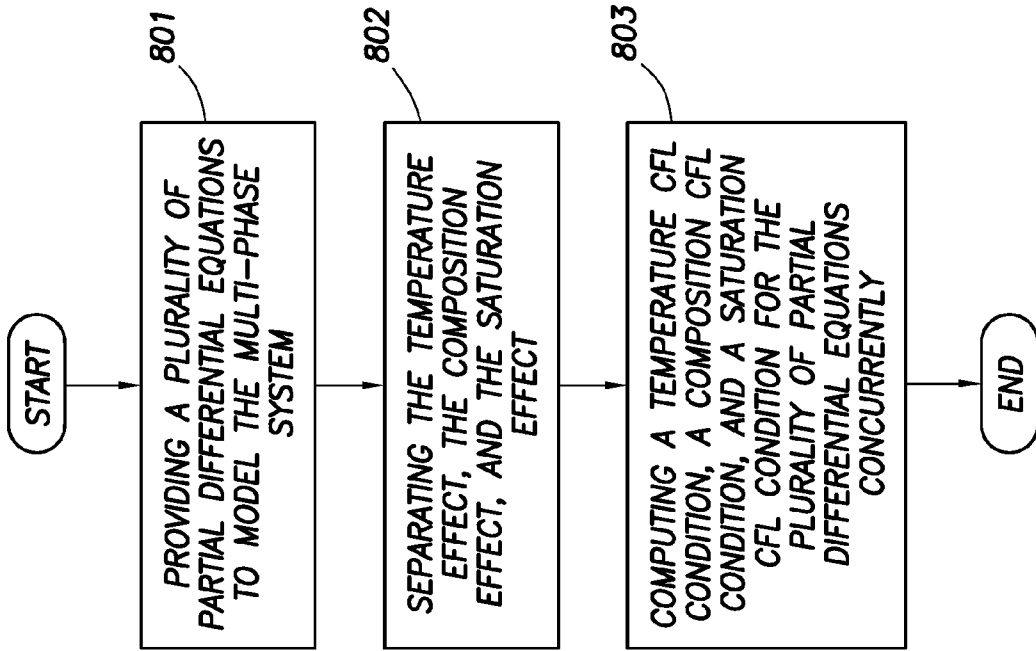 START
PROVIDING A PLURALITY OF
PARTIAL DIFFERENTIAL EQUATIONS
TO MODEL THE MULTI-PHASE
SYSTEM
801
SEPARATING THE TEMPERATURE
EFFECT, THE COMPOSITION
EFFECT, AND THE SATURATION
EFFECT
802
COMPUTING A TEMPERATURE CFL
CONDITION, A COMPOSITION CFL
CONDITION, AND A SATURATION
CFL CONDITION FOR THE
PLURALITY OF PARTIAL
DIFFERENTIAL EQUATIONS
CONCURRENTLY
803
END